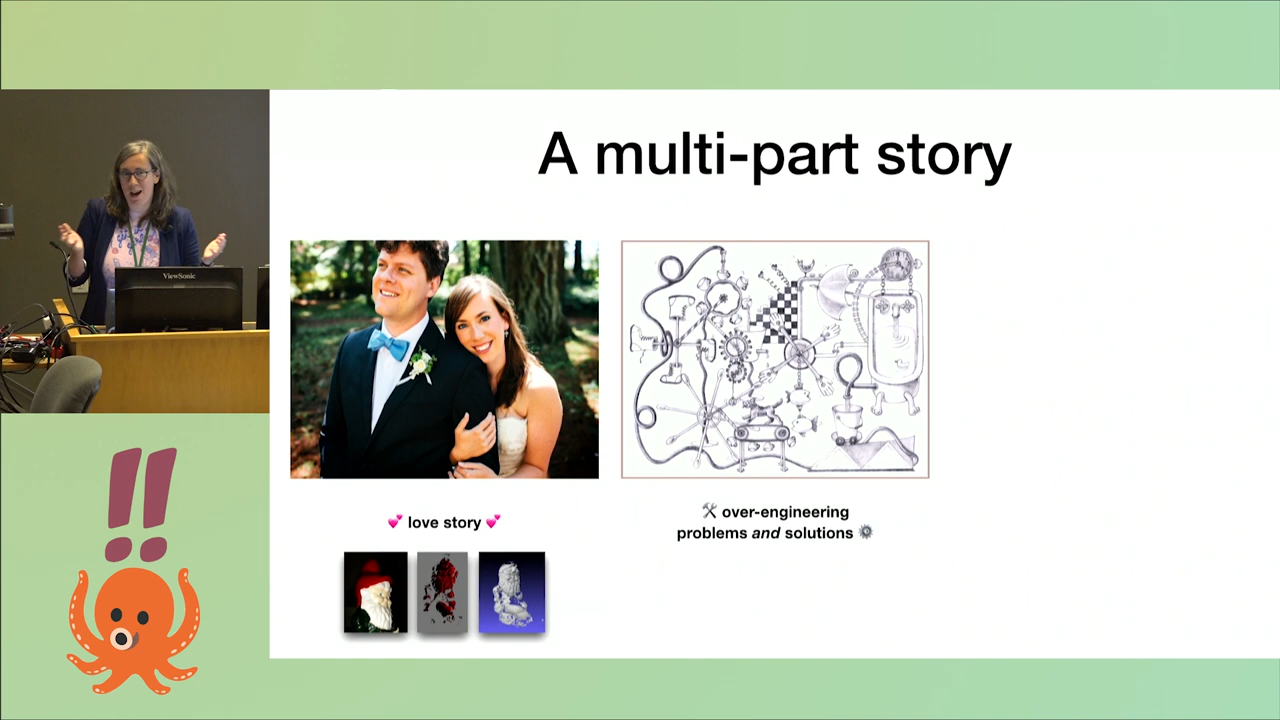 A multi-part story
ViewSonic
💕 love story 💕
🛠 over-engineering
problems and solutions ⚙
!!